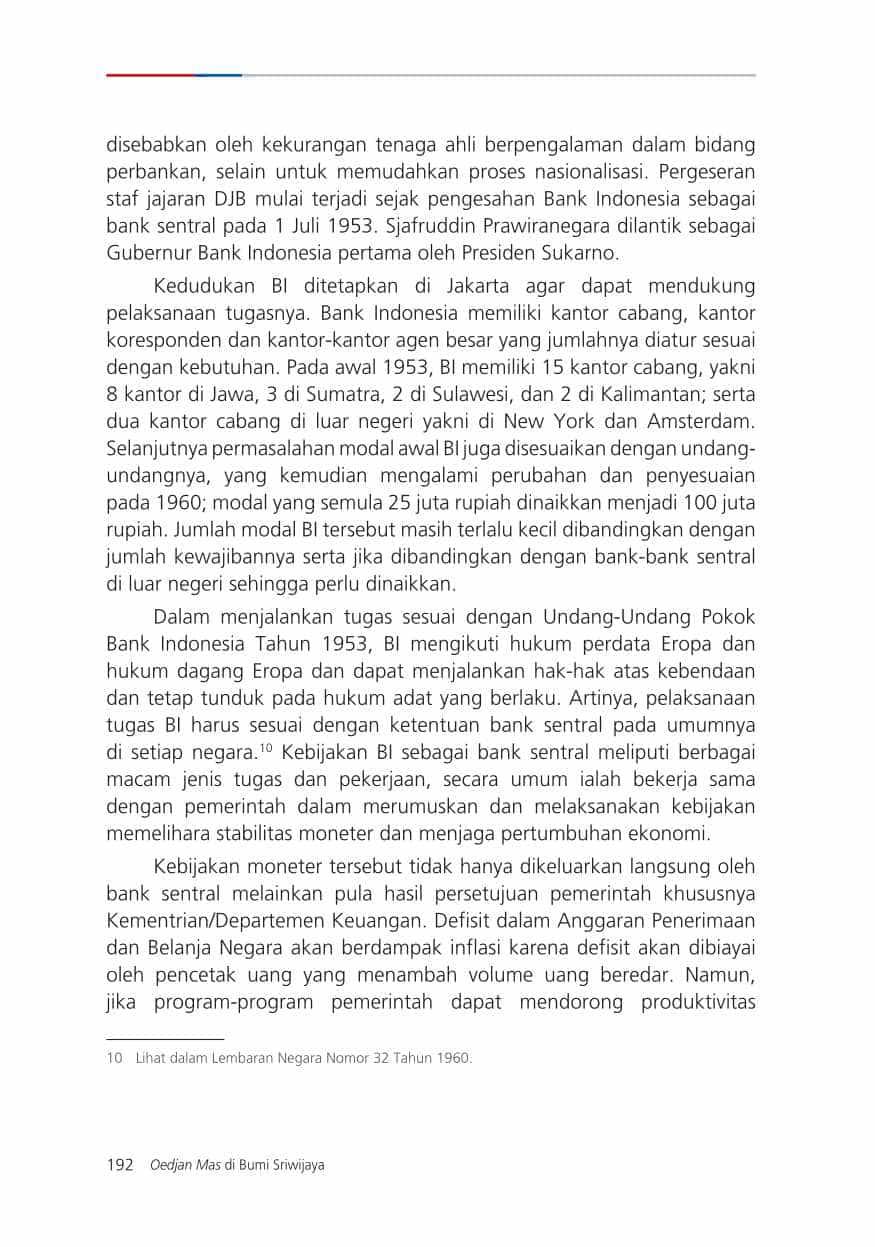 disebabkan oleh kekurangan tenaga ahli berpengalaman dalam bidang
perbankan, selain untuk memudahkan proses nasionalisasi. Pergeseran
staf jajaran DJB mulai terjadi sejak pengesahan Bank Indonesia sebagai
bank sentral pada 1 Juli 1953. Sjafruddin Prawiranegara dilantik sebagai
Gubernur Bank Indonesia pertama oleh Presiden Sukarno.
Kedudukan BI ditetapkan di Jakarta agar dapat mendukung
pelaksanaan tugasnya. Bank Indonesia memiliki kantor cabang, kantor
koresponden dan kantor-kantor agen besar yang jumlahnya diatur sesuai
dengan kebutuhan. Pada awal 1953, BI memiliki 15 kantor cabang, yakni
8 kantor di Jawa, 3 di Sumatra, 2 di Sulawesi, dan 2 di Kalimantan; serta
dua kantor cabang di luar negeri yakni di New York dan Amsterdam.
Selanjutnya permasalahan modal awal BI juga disesuaikan dengan undang-
undangnya, yang kemudian mengalami perubahan dan penyesuaian
pada 1960; modal yang semula 25 juta rupiah dinaikkan menjadi 100 juta
rupiah. Jumlah modal BI tersebut masih terlalu kecil dibandingkan dengan
jumlah kewajibannya serta jika dibandingkan dengan bank-bank sentral
di luar negeri sehingga perlu dinaikkan.
Dalam menjalankan tugas sesuai dengan Undang-Undang Pokok
Bank Indonesia Tahun 1953, BI mengikuti hukum perdata Eropa dan
hukum dagang Eropa dan dapat menjalankan hak-hak atas kebendaan
dan tetap tunduk pada hukum adat yang berlaku. Artinya, pelaksanaan
tugas BI harus sesuai dengan ketentuan bank sentral pada umumnya
di setiap negara.¹⁰ Kebijakan BI sebagai bank sentral meliputi berbagai
macam jenis tugas dan pekerjaan, secara umum ialah bekerja sama
dengan pemerintah dalam merumuskan dan melaksanakan kebijakan
memelihara stabilitas moneter dan menjaga pertumbuhan ekonomi.
Kebijakan moneter tersebut tidak hanya dikeluarkan langsung oleh
bank sentral melainkan pula hasil persetujuan pemerintah khususnya
Kementrian/Departemen Keuangan. Defisit dalam Anggaran Penerimaan
dan Belanja Negara akan berdampak inflasi karena defisit akan dibiayai
oleh pencetak uang yang menambah volume uang beredar. Namun,
jika program-program pemerintah dapat mendorong produktivitas
10 Lihat dalam Lembaran Negara Nomor 32 Tahun 1960.
192 Oedjan Mas di Bumi Sriwijaya